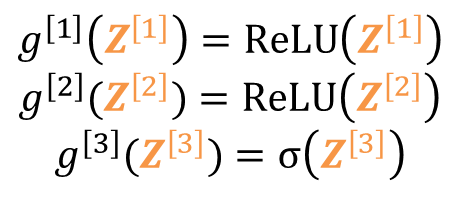 g^[1](Z^[1]) = ReLU(Z^[1])
g^[2](Z^[2]) = ReLU(Z^[2])
g^[3](Z^[3]) = σ(Z^[3])